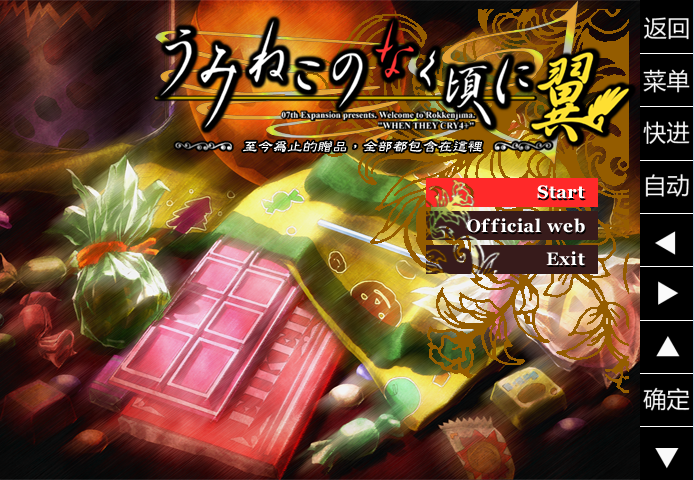 うみねこのなく頃に翼
07th Expansion presents. Welcome to Rokkenjima.
"WHEN THEY CRY4+"
至今爲止的贈品，全部都包含在這裡
Start
Official web
Exit
返回
菜单
快进
自动
◀
▶
▲
确定
▼